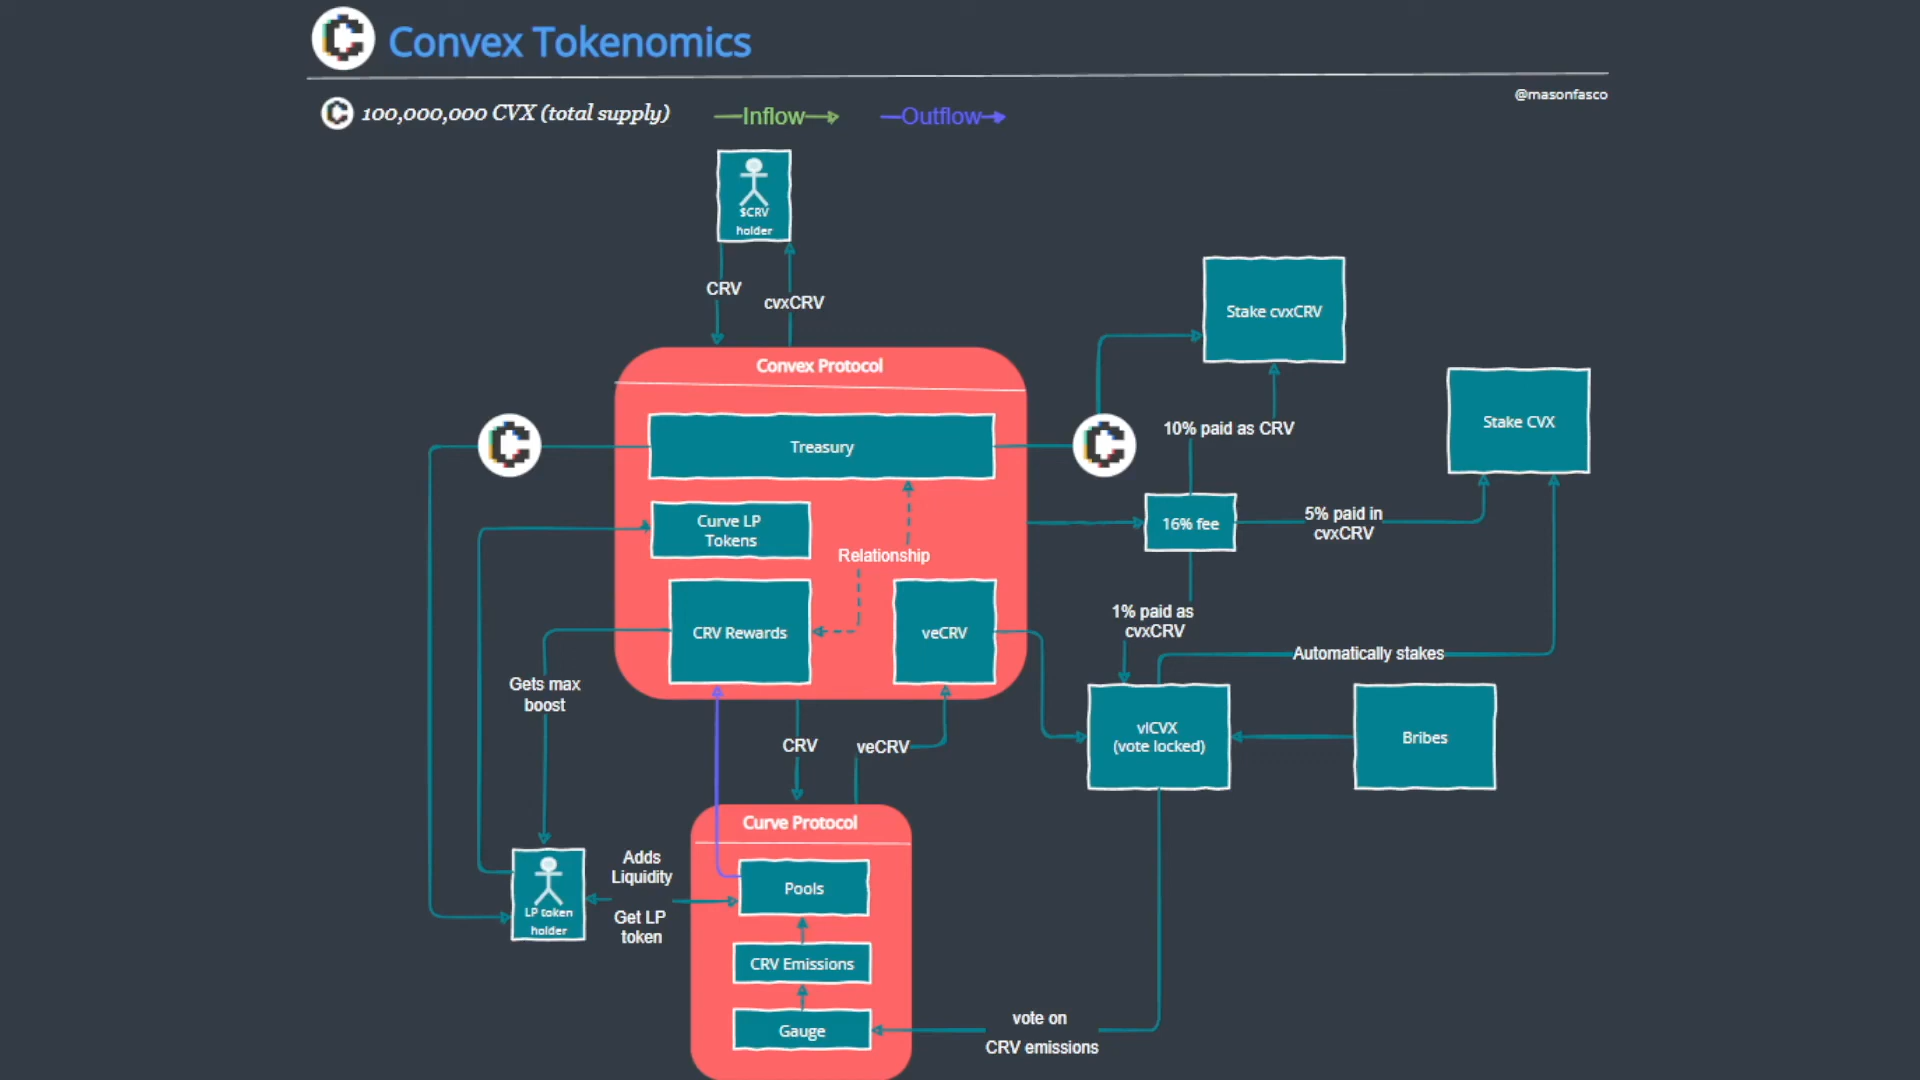 Convex Tokenomics
@masonfasco
100,000,000 CVX (total supply)
Inflow
Outflow
$CRV
holder
CRV
cvxCRV
Stake cvxCRV
Convex Protocol
Stake CVX
10% paid as CRV
Treasury
Curve LP
Tokens
16% fee
5% paid in
cvxCRV
Relationship
1% paid as
cvxCRV
CRV Rewards
veCRV
Automatically stakes
Gets max
boost
vlCVX
(vote locked)
Bribes
CRV
veCRV
Curve Protocol
Adds
Liquidity
Pools
LP token
holder
Get LP
token
CRV Emissions
Gauge
vote on
CRV emissions